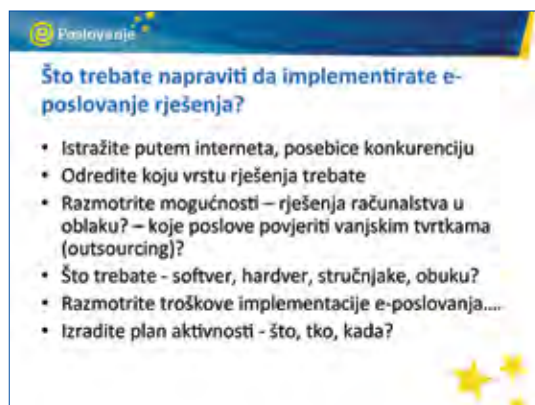 e Poslovanje
Što trebate napraviti da implementirate e-
poslovanje rješenja?
• Istražite putem interneta, posebice konkurenciju
• Odredite koju vrstu rješenja trebate
• Razmotrite mogućnosti – rješenja računalstva u
oblaku? – koje poslove povjeriti vanjskim tvrtkama
(outsourcing)?
• Što trebate - softver, hardver, stručnjake, obuku?
• Razmotrite troškove implementacije e-poslovanja....
• Izradite plan aktivnosti - što, tko, kada?